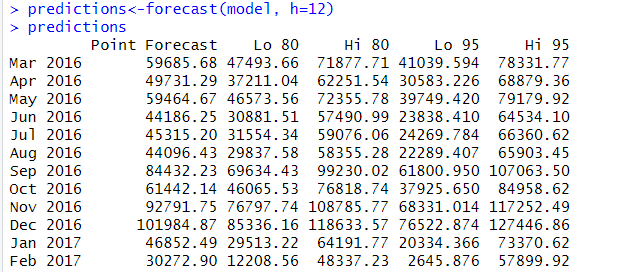 > predictions<-forecast(model, h=12)
> predictions
Point Forecast Lo 80 Hi 80 Lo 95 Hi 95
Mar 2016 59685.68 47493.66 71877.71 41039.594 78331.77
Apr 2016 49731.29 37211.04 62251.54 30583.226 68879.36
May 2016 59464.67 46573.56 72355.78 39749.420 79179.92
Jun 2016 44186.25 30881.51 57490.99 23838.410 64534.10
Jul 2016 45315.20 31554.34 59076.06 24269.784 66360.62
Aug 2016 44096.43 29837.58 58355.28 22289.407 65903.45
Sep 2016 84432.23 69634.43 99230.02 61800.950 107063.50
Oct 2016 61442.14 46065.53 76818.74 37925.650 84958.62
Nov 2016 92791.75 76797.74 108785.77 68331.014 117252.49
Dec 2016 101984.87 85336.16 118633.57 76522.874 127446.86
Jan 2017 46852.49 29513.22 64191.77 20334.366 73370.62
Feb 2017 30272.90 12208.56 48337.23 2645.876 57899.92